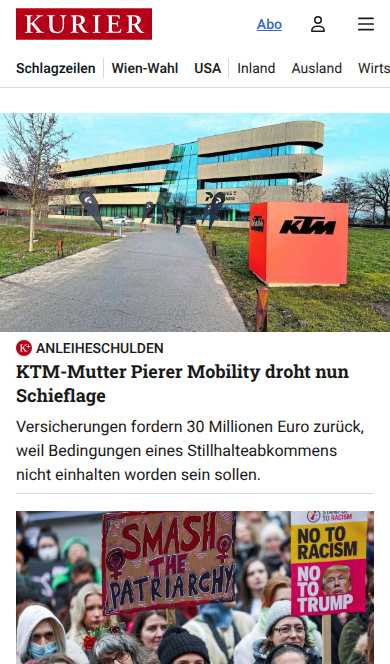 KURIER
Abo
Schlagzeilen
Wien-Wahl
USA
Inland
Ausland
Wirts
KTM
K+ ANLEIHESCHULDEN
KTM-Mutter Pierer Mobility droht nun
Schieflage
Versicherungen fordern 30 Millionen Euro zurück,
weil Bedingungen eines Stillhalteabkommens
nicht einhalten worden sein sollen.
SMASH
THE
PATRIARCHY
TO RACISM
NO TO
RACISM
NO
TO
TRUMP